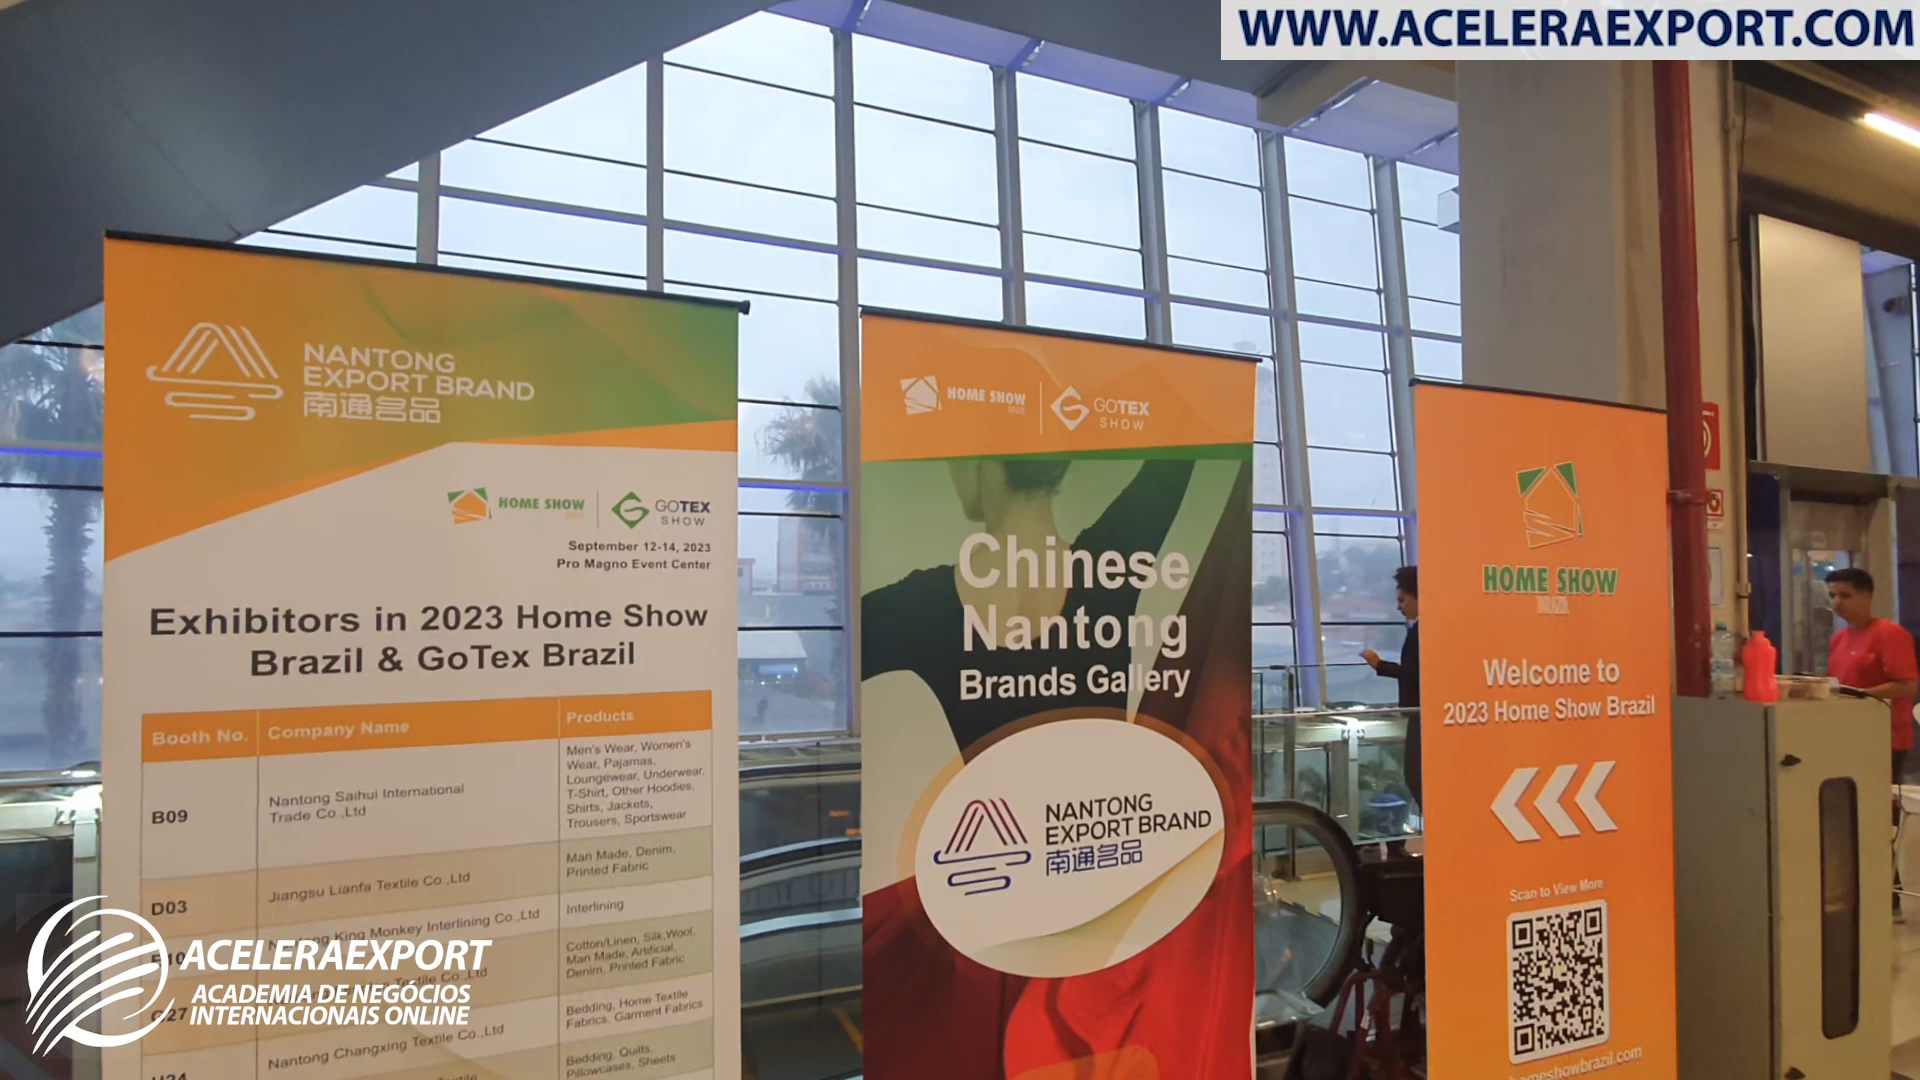 WWW.ACELERAEXPORT.COM
NANTONG
EXPORT BRAND
南通名品
HOME SHOW
GOTEX
SHOW
September 12-14, 2023
Pro Magno Event Center
Exhibitors in 2023 Home Show
Brazil & GoTex Brazil
Booth No. Company Name Products
B09
Nantong Saihui International
Trade Co.,Ltd
Men's Wear, Women's
Wear, Pajamas,
Loungewear, Underwear,
T-Shirt, Other Hoodies,
Shirts, Jackets,
Trousers, Sportswear
D03
Jiangsu Lianfa Textile Co.,Ltd
Man Made, Denim,
Printed Fabric
King Monkey Interlining Co.,Ltd
Interlining
Textile Co.,Ltd
Cotton/Linen, Silk,Wool,
Man Made, Artificial,
Denim, Printed Fabric
Nantong Changxing Textile Co.,Ltd
Bedding, Home Textile
Fabrics, Garment Fabrics
Bedding, Quilts,
Pillowcases, Sheets
HOME SHOW
BRAZIL
GOTEX
SHOW
Chinese
Nantong
Brands Gallery
NANTONG
EXPORT BRAND
南通名品
HOME SHOW
BRAZIL
Welcome to
2023 Home Show Brazil
Scan to View More
homeshowbrazil.com
ACELERAEXPORT
ACADEMIA DE NEGÓCIOS
INTERNACIONAIS ONLINE